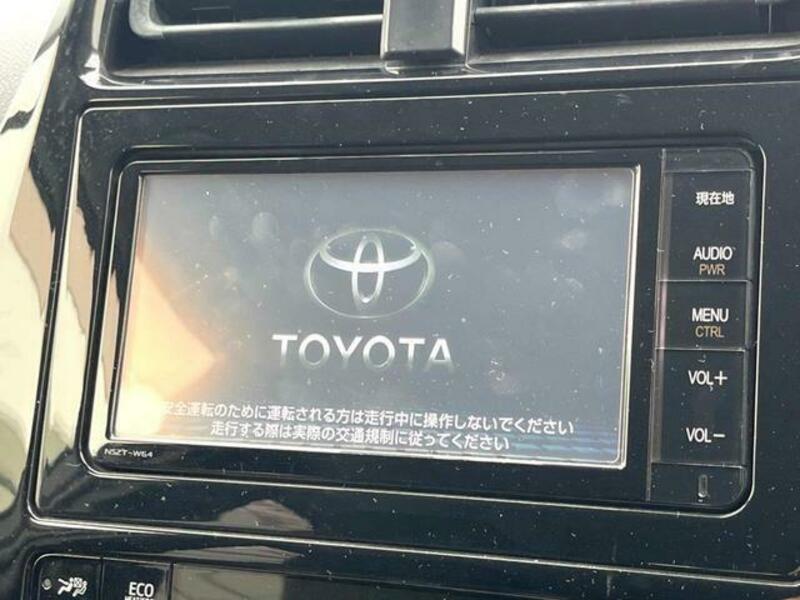 現在地
AUDIO
PWR
MENU
CTRL
VOL+
VOL−
TOYOTA
安全運転のために運転される方は走行中に操作しないでください
走行する際は実際の交通規制に従ってください
NSZT-W64
ECO